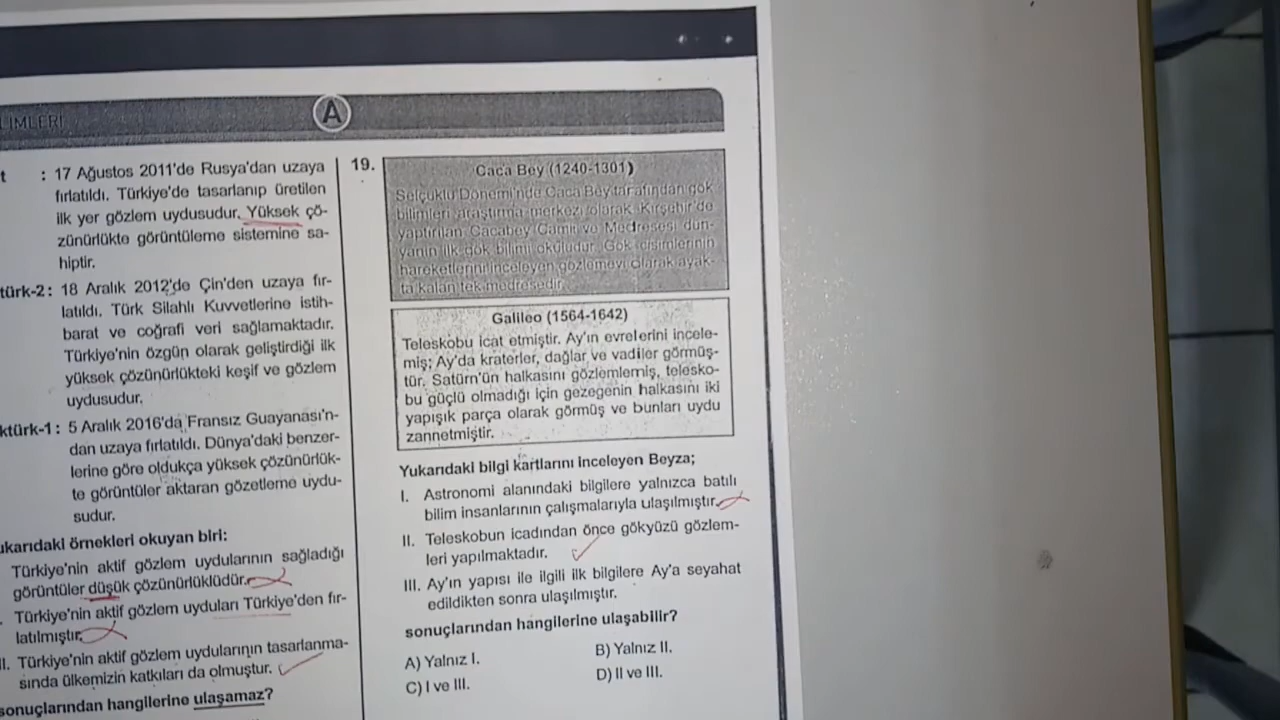 LİMLERİ
A
t : 17 Ağustos 2011'de Rusya'dan uzaya
fırlatıldı. Türkiye'de tasarlanıp üretilen
ilk yer gözlem uydusudur. Yüksek çö-
zünürlükte görüntüleme sistemine sa-
hiptir.
türk-2: 18 Aralık 2012'de Çin'den uzaya fır-
latıldı. Türk Silahlı Kuvvetlerine istih-
barat ve coğrafi veri sağlamaktadır.
Türkiye'nin özgün olarak geliştirdiği ilk
yüksek çözünürlükteki keşif ve gözlem
uydusudur.
ktürk-1: 5 Aralık 2016'da Fransız Guayanası'n-
dan uzaya fırlatıldı. Dünya'daki benzer-
lerine göre oldukça yüksek çözünürlük-
te görüntüler aktaran gözetleme uydu-
sudur.
ukarıdaki örnekleri okuyan biri:
Türkiye'nin aktif gözlem uydularının sağladığı
görüntüler düşük çözünürlüklüdür.
. Türkiye'nin aktif gözlem uyduları Türkiye'den fır-
latılmıştır.
II. Türkiye'nin aktif gözlem uydularının tasarlanma-
sında ülkemizin katkıları da olmuştur.
sonuçlarından hangilerine ulaşamaz?
19.
Caca Bey (1240-1301)
Selçuklu Dönemi'nde Caca Bey tarafından gök
bilimleri araştırma merkezi olarak Kırşehir'de
yaptırılan Cacabey Camii ve Medresesi dün-
yanın ilk gök bilimi okuludur. Gök cisimlerinin
hareketlerini inceleyen gözlemevi olarak ayak-
ta kalan tek medresedir.
Galileo (1564-1642)
Teleskobu icat etmiştir. Ay'ın evrelerini incele-
miş; Ay'da kraterler, dağlar ve vadiler görmüş-
tür. Satürn'ün halkasını gözlemlemiş, telesko-
bu güçlü olmadığı için gezegenin halkasını iki
yapışık parça olarak görmüş ve bunları uydu
zannetmiştir.
Yukarıdaki bilgi kartlarını inceleyen Beyza;
I. Astronomi alanındaki bilgilere yalnızca batılı
bilim insanlarının çalışmalarıyla ulaşılmıştır.
II. Teleskobun icadından önce gökyüzü gözlem-
leri yapılmaktadır.
III. Ay'ın yapısı ile ilgili ilk bilgilere Ay'a seyahat
edildikten sonra ulaşılmıştır.
sonuçlarından hangilerine ulaşabilir?
A) Yalnız I. B) Yalnız II.
C) I ve III. D) II ve III.